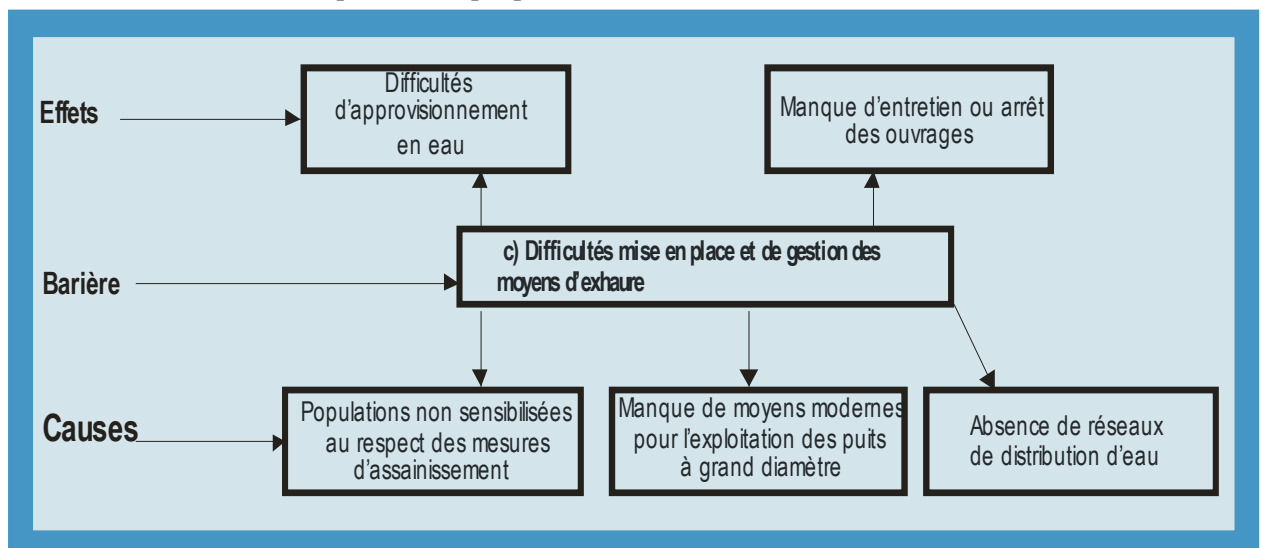 Difficultés
d'approvisionnement
en eau
Effets
Manque d'entretien ou arrêt
des ouvrages
c) Difficultés mise en place et de gestion des
moyens d'exhaure
Barière
Causes
Populations non sensibilisées
au respect des mesures
d'assainissement
Manque de moyens modernes
pour l'exploitation des puits
à grand diamètre
Absence de réseaux
de distribution d'eau